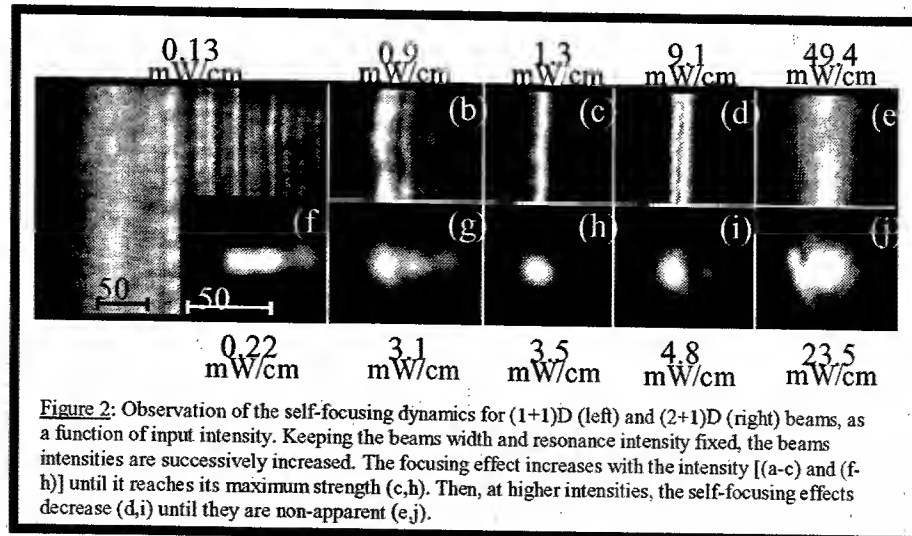 0.13 0.9 1.3 9.1 49.4
mW/cm mW/cm mW/cm mW/cm mW/cm
(b) (c) (d) (e
(f) (g) (h) (i) (j)
50 50
0.22 3.1 3.5 4.8 23.5
mW/cm mW/cm mW/cm mW/cm mW/cm
Figure 2: Observation of the self-focusing dynamics for (1+1)D (left) and (2+1)D (right) beams, as
a function of input intensity. Keeping the beams width and resonance intensity fixed, the beams
intensities are successively increased. The focusing effect increases with the intensity [(a-c) and (f-
h)] until it reaches its maximum strength (c,h). Then, at higher intensities, the self-focusing effects
decrease (d,i) until they are non-apparent (e,j).